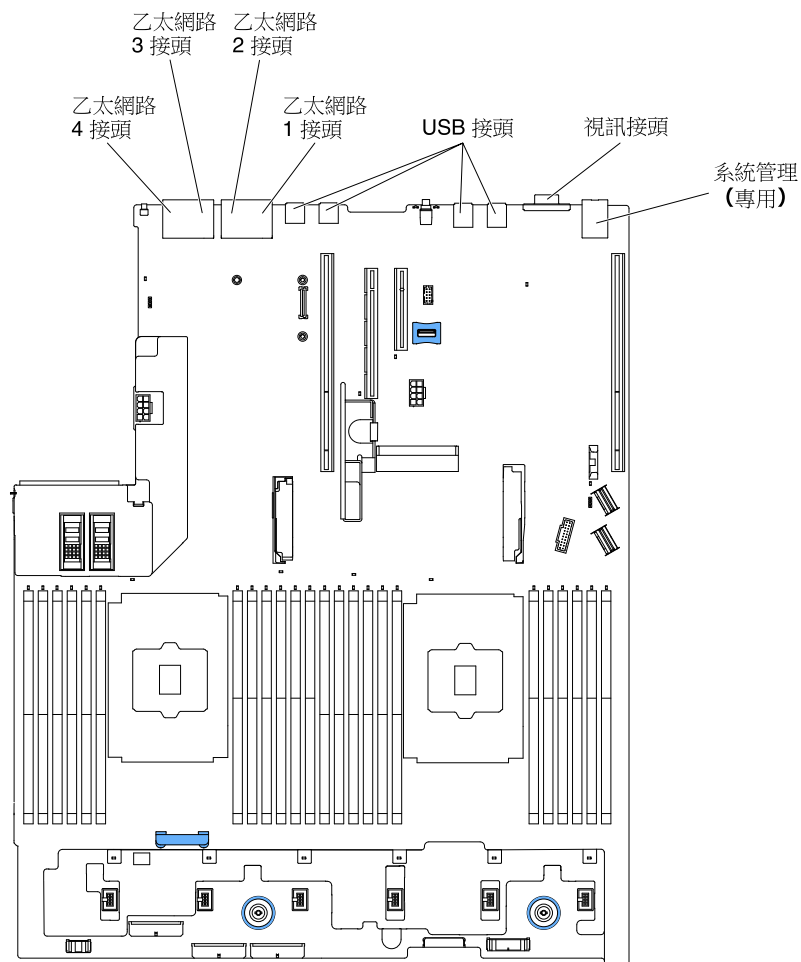 乙太網路
3 接頭
乙太網路
2 接頭
乙太網路
4 接頭
乙太網路
1 接頭
USB 接頭
視訊接頭
系統管理
(專用)